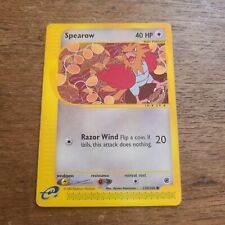 Spearow 40 HP
Razor Wind Flip a coin. If
tails, this attack does nothing. 20
weakness resistance retreat cost